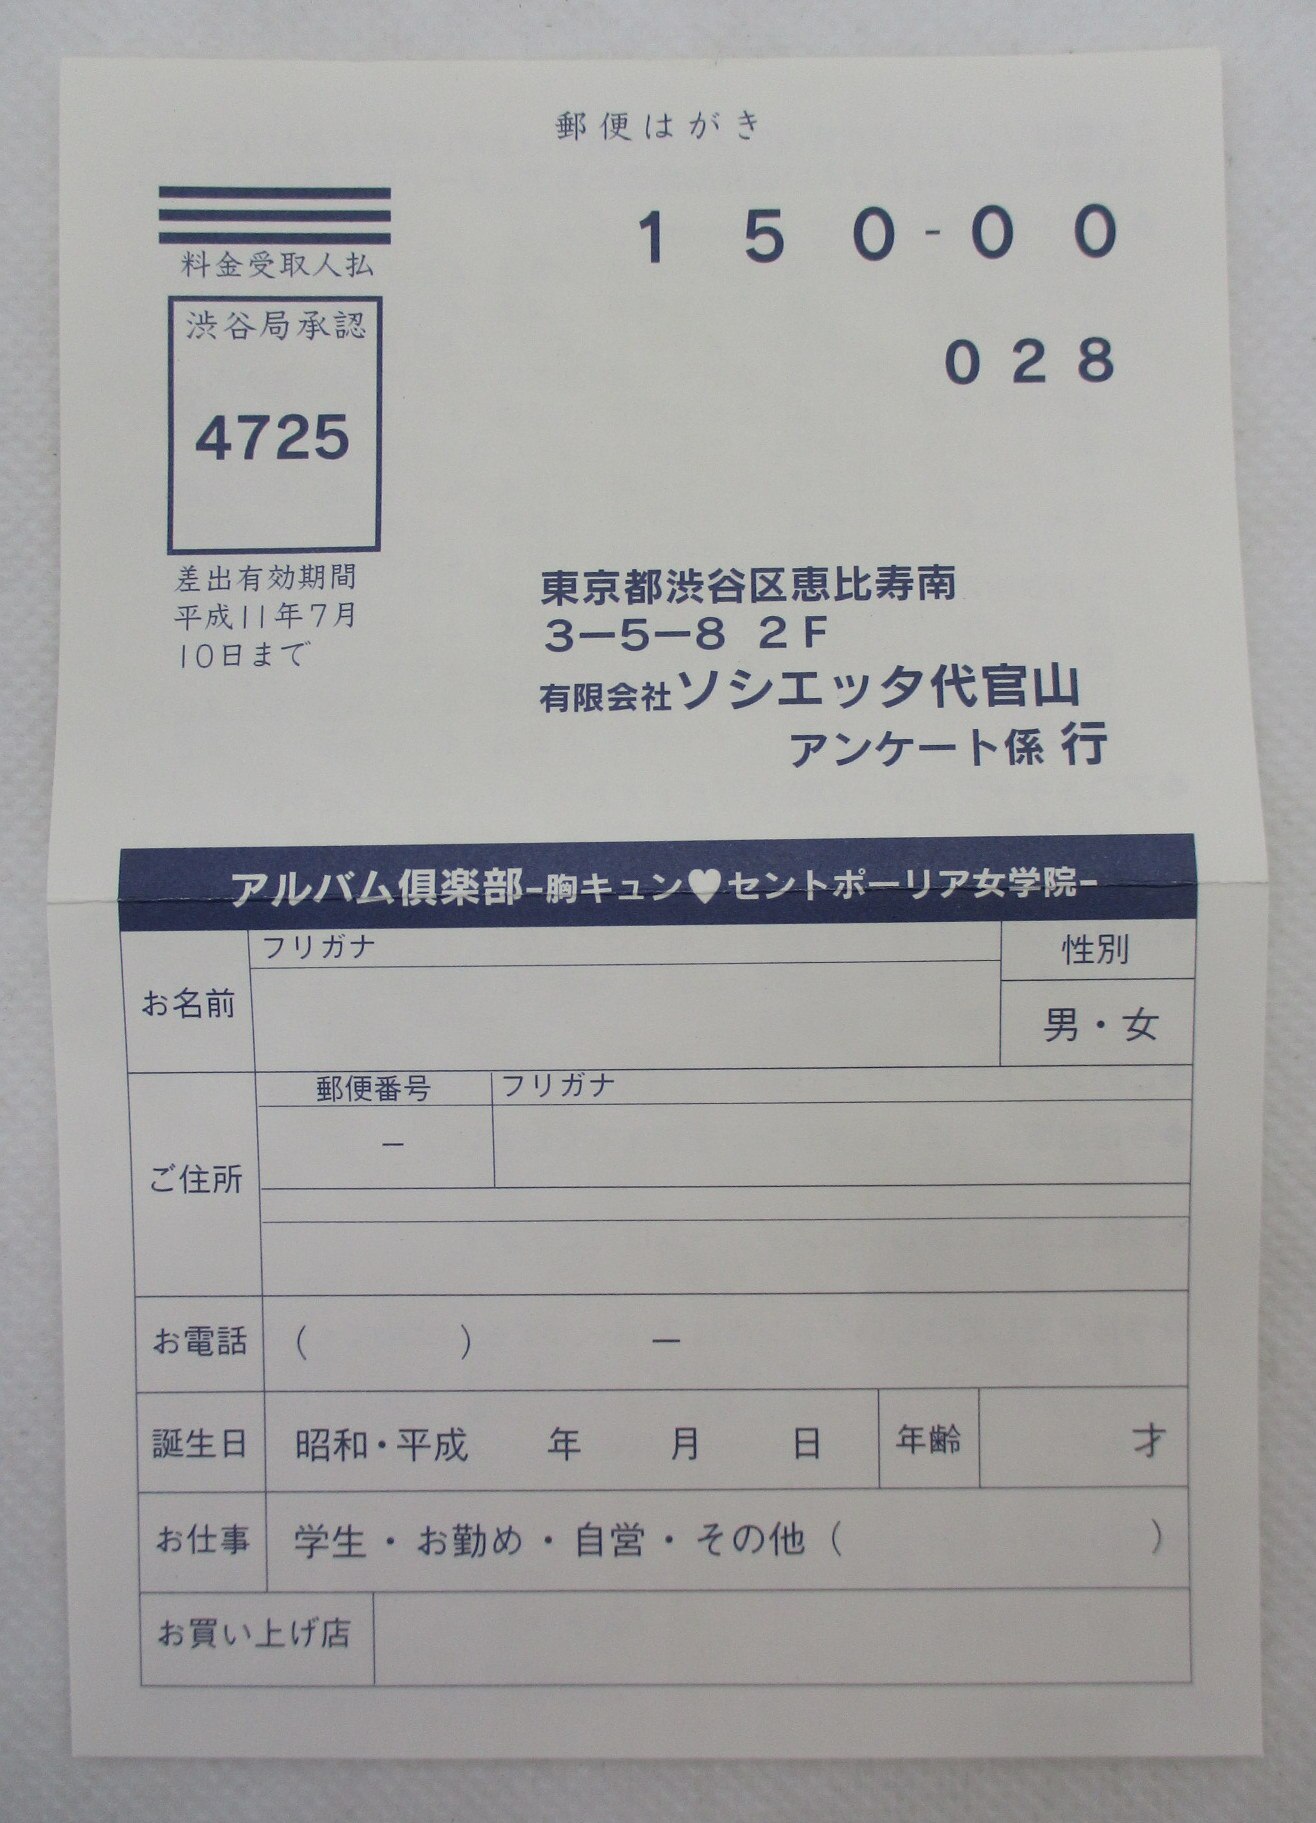 郵便はがき
料金受取人払
渋谷局承認
4725
差出有効期間
平成11年7月
10日まで
150-00
028
東京都渋谷区恵比寿南
3-5-8 2F
有限会社ソシエッタ代官山
アンケート係 行
アルバム倶楽部-胸キュン♥セントポーリア女学院-
お名前
フリガナ
性別
男・女
ご住所
郵便番号
フリガナ
－
お電話
( ) －
誕生日
昭和・平成 年 月 日
年齢
才
お仕事
学生・お勤め・自営・その他( )
お買い上げ店